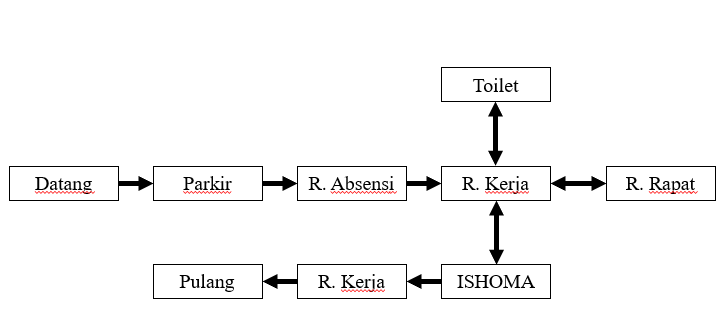 Toilet
Datang
Parkir
R. Absensi
R. Kerja
R. Rapat
Pulang
R. Kerja
ISHOMA